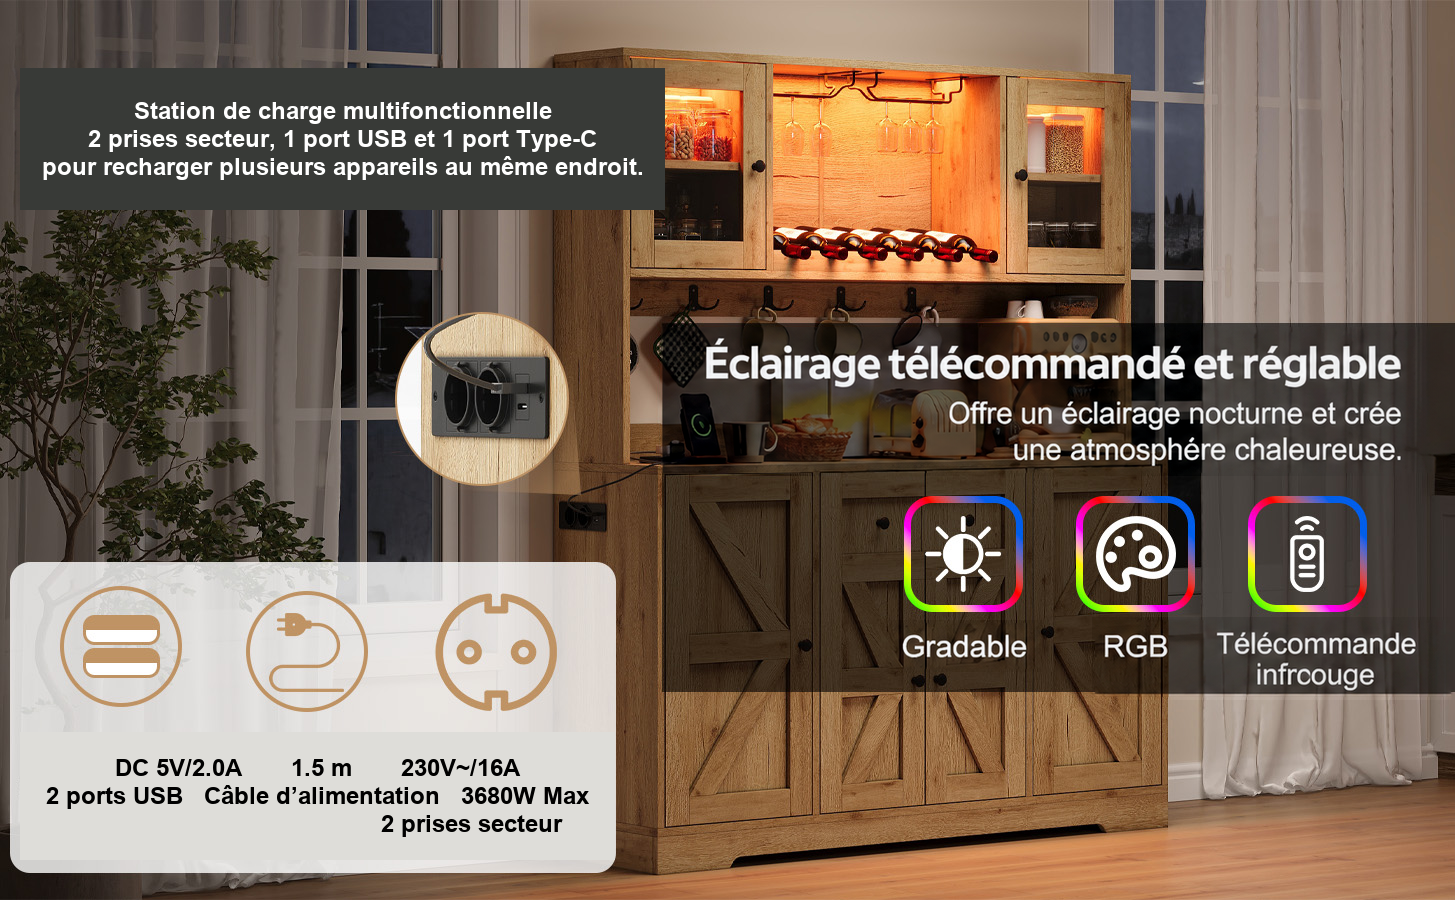 Station de charge multifonctionnelle
2 prises secteur, 1 port USB et 1 port Type-C
pour recharger plusieurs appareils au même endroit.
Éclairage télécommandé et réglable
Offre un éclairage nocturne et crée
une atmosphére chaleureuse.
Gradable
RGB
Télécommande
infrcouge
DC 5V/2.0A
1.5 m
230V~/16A
2 ports USB
Câble d’alimentation
3680W Max
2 prises secteur